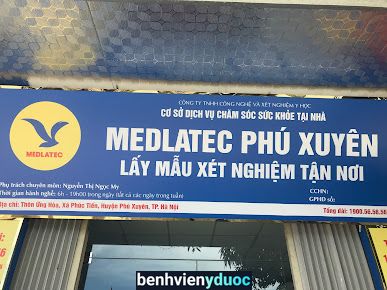 CÔNG TY TNHH CÔNG NGHỆ VÀ XÉT NGHIỆM Y HỌC
CƠ SỞ DỊCH VỤ CHĂM SÓC SỨC KHỎE TẠI NHÀ
MEDLATEC PHÚ XUYÊN
MEDLATEC
LẤY MẪU XÉT NGHIỆM TẬN NƠI
Phụ trách chuyên môn: Nguyễn Thị Ngọc My
Thời gian hành nghề: 6h - 19h00 trong ngày tất cả các ngày trong tuần)
CCHN:
GPHĐ số:
Địa chỉ: Thôn Ứng Hòa, Xã Phúc Tiến, Huyện Phú Xuyên, TP. Hà Nội
Tổng đài: 1900.56.56.
benhvienyduoc